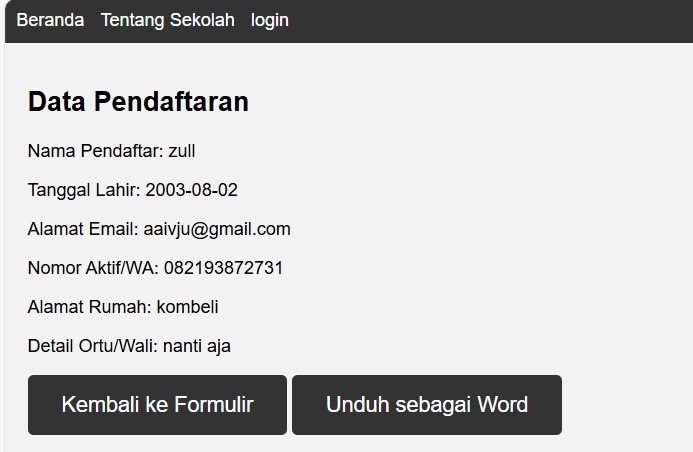 Beranda Tentang Sekolah login
Data Pendaftaran
Nama Pendaftar: zull
Tanggal Lahir: 2003-08-02
Alamat Email: aaivju@gmail.com
Nomor Aktif/WA: 082193872731
Alamat Rumah: kombeli
Detail Ortu/Wali: nanti aja
Kembali ke Formulir Unduh sebagai Word